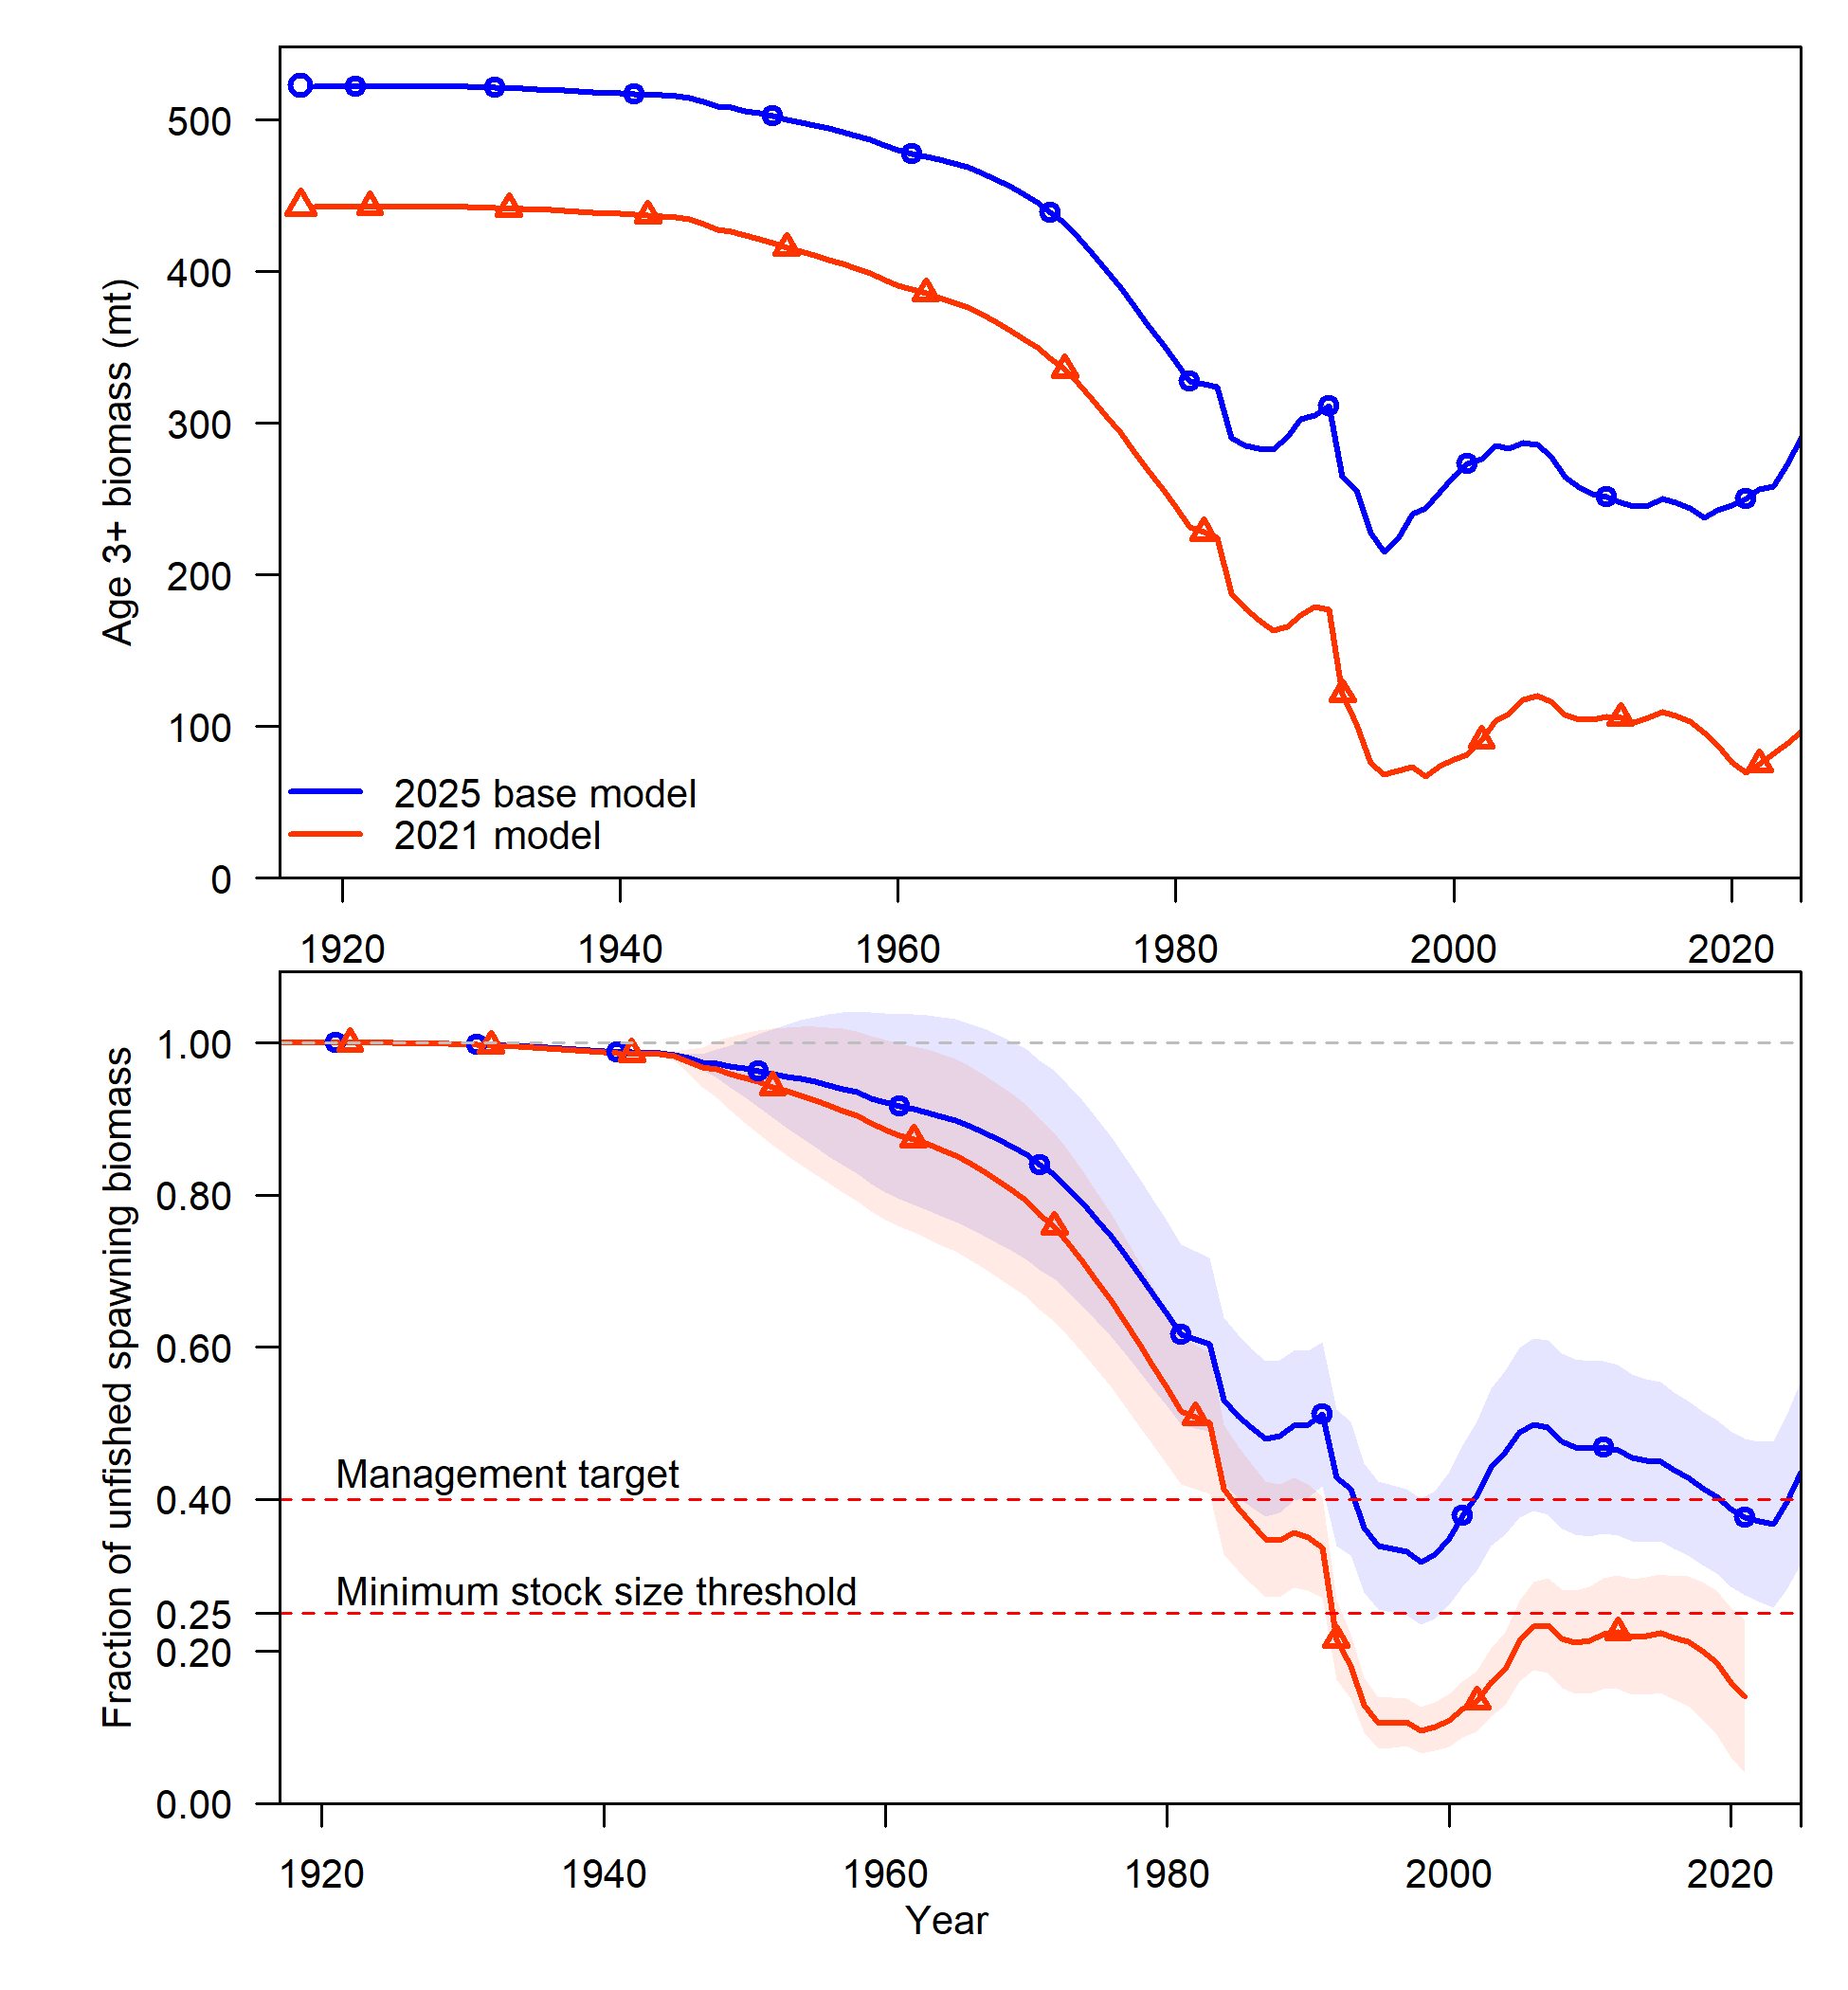 Age 3+ biomass (mt)
500
400
300
200
100
0
2025 base model
2021 model
1920 1940 1960 1980 2000 2020
Fraction of unfished spawning biomass
1.00
0.80
0.60
0.40
0.25
0.20
0.00
Management target
Minimum stock size threshold
1920 1940 1960 1980 2000 2020
Year